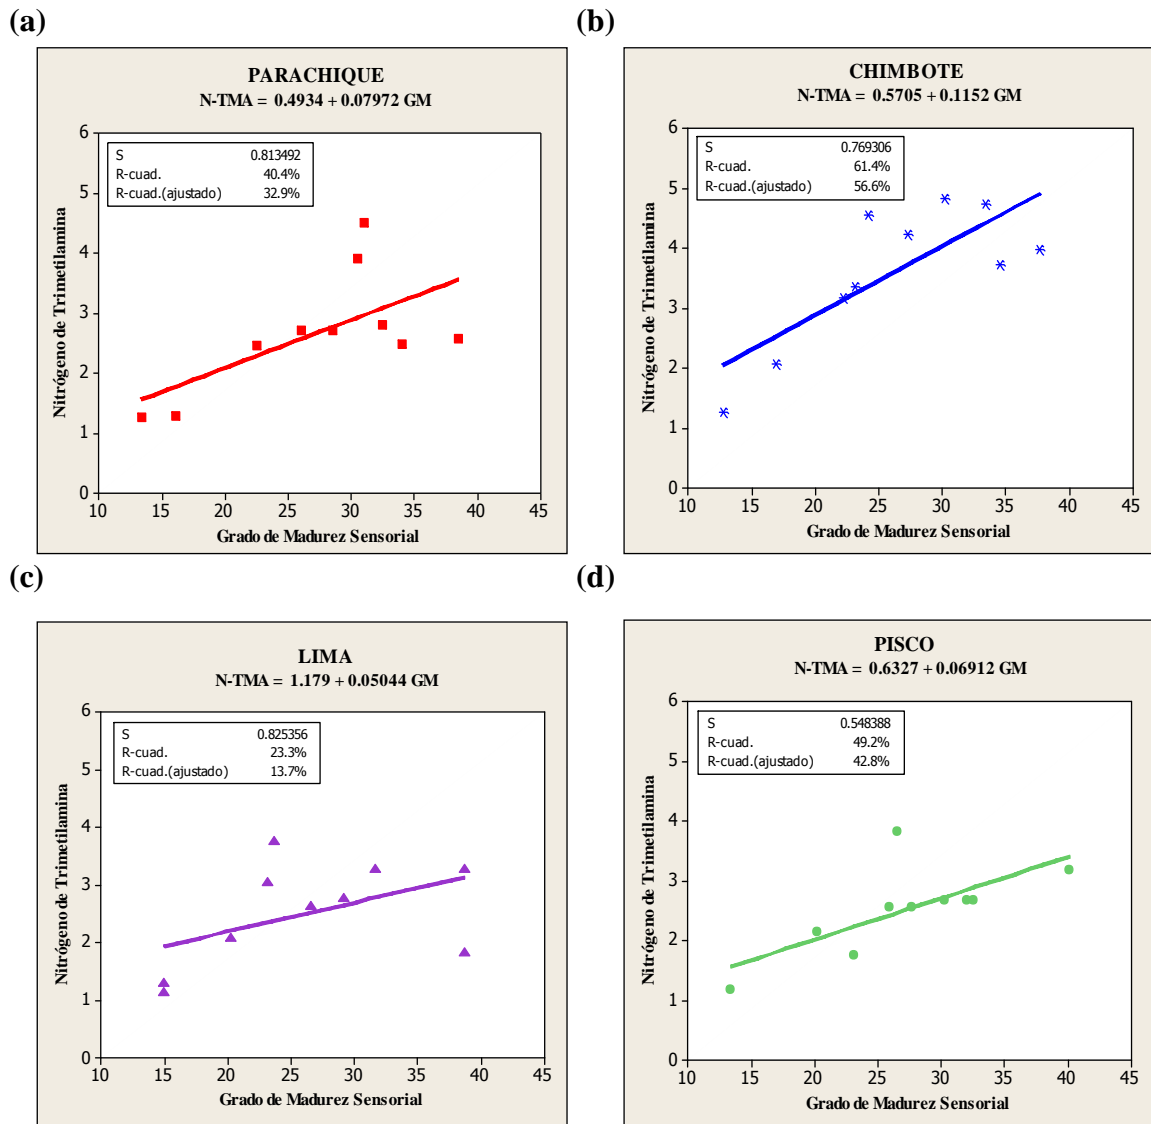 (a)
PARACHIQUE
N-TMA = 0.4934 + 0.07972 GM
S 0.813492
R-cuad. 40.4%
R-cuad.(ajustado) 32.9%
Nitrógeno de Trimetilamina
6
5
4
3
2
1
0
10 15 20 25 30 35 40 45
Grado de Madurez Sensorial
(b)
CHIMBOTE
N-TMA = 0.5705 + 0.1152 GM
S 0.769306
R-cuad. 61.4%
R-cuad.(ajustado) 56.6%
Nitrógeno de Trimetilamina
6
5
4
3
2
1
0
10 15 20 25 30 35 40 45
Grado de Madurez Sensorial
(c)
LIMA
N-TMA = 1.179 + 0.05044 GM
S 0.825356
R-cuad. 23.3%
R-cuad.(ajustado) 13.7%
Nitrógeno de Trimetilamina
6
5
4
3
2
1
0
10 15 20 25 30 35 40 45
Grado de Madurez Sensorial
(d)
PISCO
N-TMA = 0.6327 + 0.06912 GM
S 0.548388
R-cuad. 49.2%
R-cuad.(ajustado) 42.8%
Nitrógeno de Trimetilamina
6
5
4
3
2
1
0
10 15 20 25 30 35 40 45
Grado de Madurez Sensorial